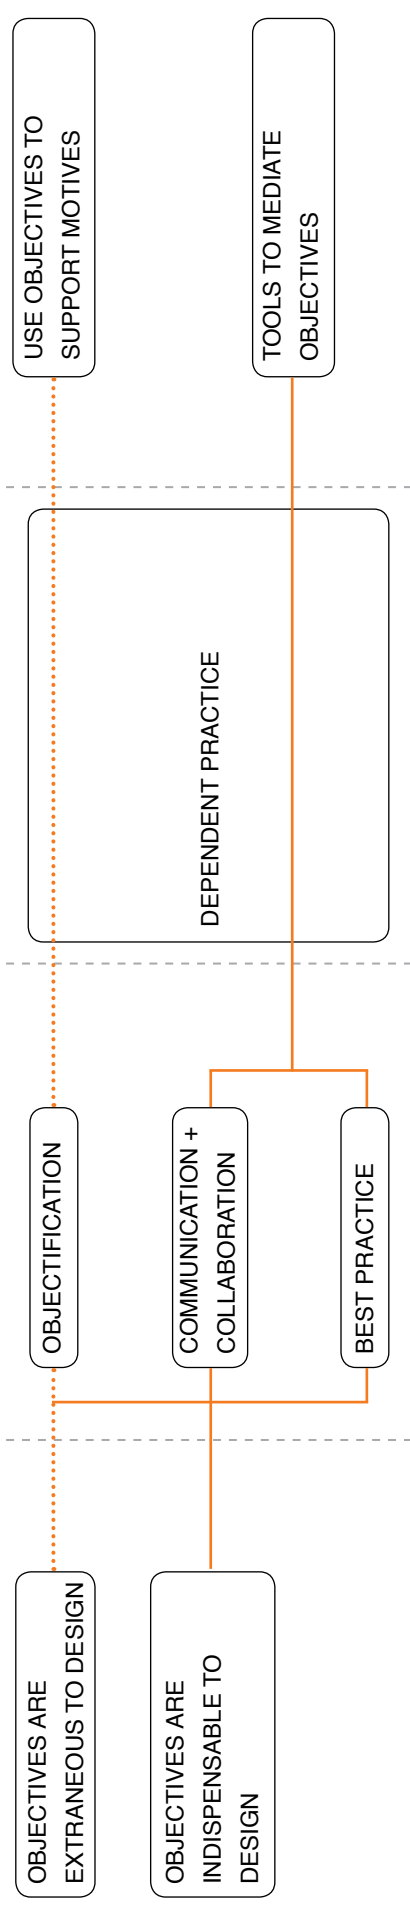 OBJECTIVES ARE
EXTRANEOUS TO DESIGN
OBJECTIVES ARE
INDISPENSABLE TO
DESIGN
OBJECTIFICATION
COMMUNICATION +
COLLABORATION
BEST PRACTICE
DEPENDENT PRACTICE
USE OBJECTIVES TO
SUPPORT MOTIVES
TOOLS TO MEDIATE
OBJECTIVES